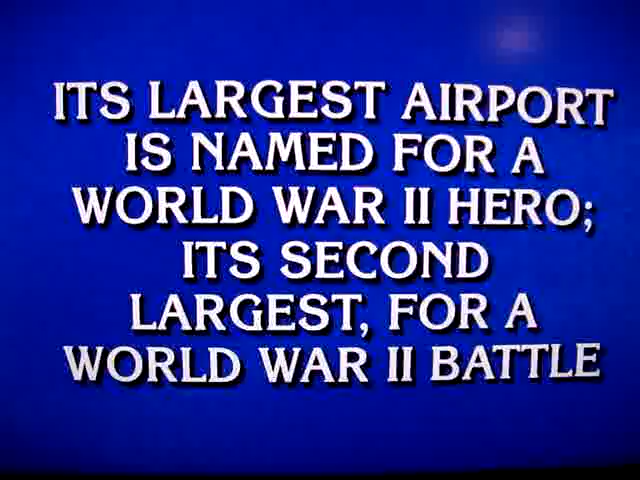 ITS LARGEST AIRPORT
IS NAMED FOR A
WORLD WAR II HERO;
ITS SECOND
LARGEST, FOR A
WORLD WAR II BATTLE